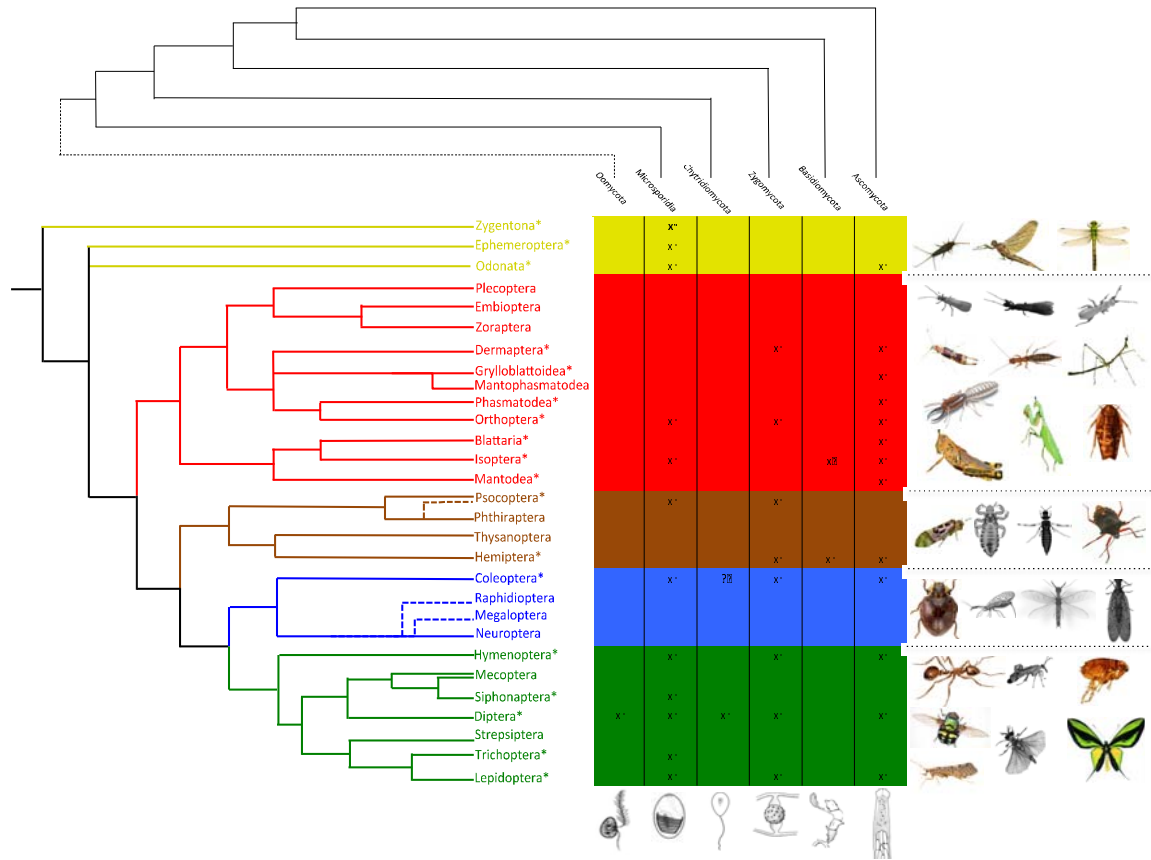 Oomycota
Microsporidia
Chytridiomycota
Zygomycota
Basidiomycota
Ascomycota
Zygentona* x
Ephemeroptera* x
Odonata* x x
Plecoptera
Embioptera
Zoraptera
Dermaptera* x x
Grylloblattoidea* x
Mantophasmatodea
Phasmatodea* x
Orthoptera* x x x
Blattaria* x
Isoptera* x x x
Mantodea* x
Psocoptera* x x
Phthiraptera
Thysanoptera
Hemiptera* x x x
Coleoptera* x ? x x
Raphidioptera
Megaloptera
Neuroptera
Hymenoptera* x x x
Mecoptera
Siphonaptera* x
Diptera* x x x x x
Strepsiptera
Trichoptera* x
Lepidoptera* x x x